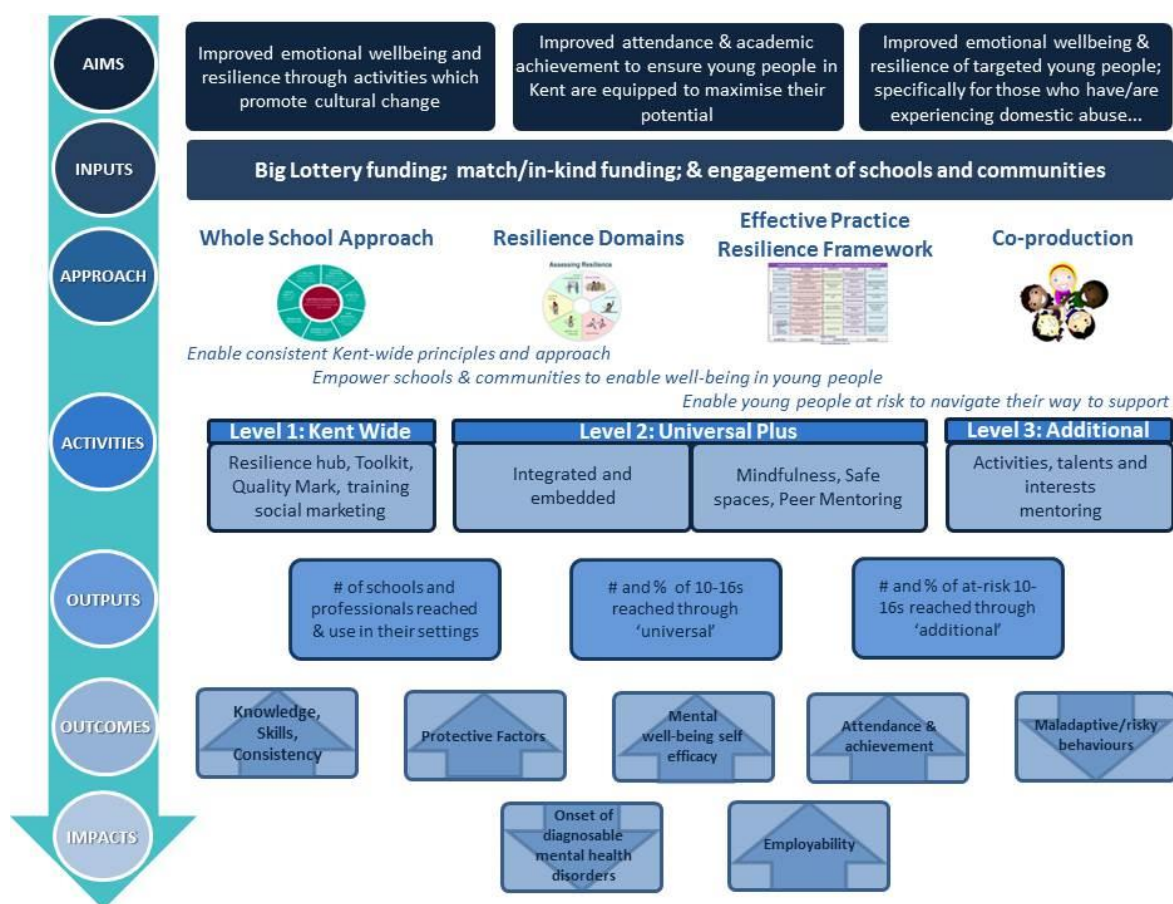 AIMS
Improved emotional wellbeing and
resilience through activities which
promote cultural change
Improved attendance & academic
achievement to ensure young people in
Kent are equipped to maximise their
potential
Improved emotional wellbeing &
resilience of targeted young people;
specifically for those who have/are
experiencing domestic abuse...
INPUTS
Big Lottery funding; match/in-kind funding; & engagement of schools and communities
APPROACH
Whole School Approach
Resilience Domains
Assessing Resilience
Effective Practice
Resilience Framework
Co-production
Enable consistent Kent-wide principles and approach
Empower schools & communities to enable well-being in young people
Enable young people at risk to navigate their way to support
ACTIVITIES
Level 1: Kent Wide
Resilience hub, Toolkit,
Quality Mark, training
social marketing
Level 2: Universal Plus
Integrated and
embedded
Mindfulness, Safe
spaces, Peer Mentoring
Level 3: Additional
Activities, talents and
interests
mentoring
OUTPUTS
# of schools and
professionals reached
& use in their settings
# and % of 10-16s
reached through
‘universal’
# and % of at-risk 10-
16s reached through
‘additional’
OUTCOMES
Knowledge,
Skills,
Consistency
Protective Factors
Mental
well-being self
efficacy
Attendance &
achievement
Maladaptive/risky
behaviours
IMPACTS
Onset of
diagnosable
mental health
disorders
Employability